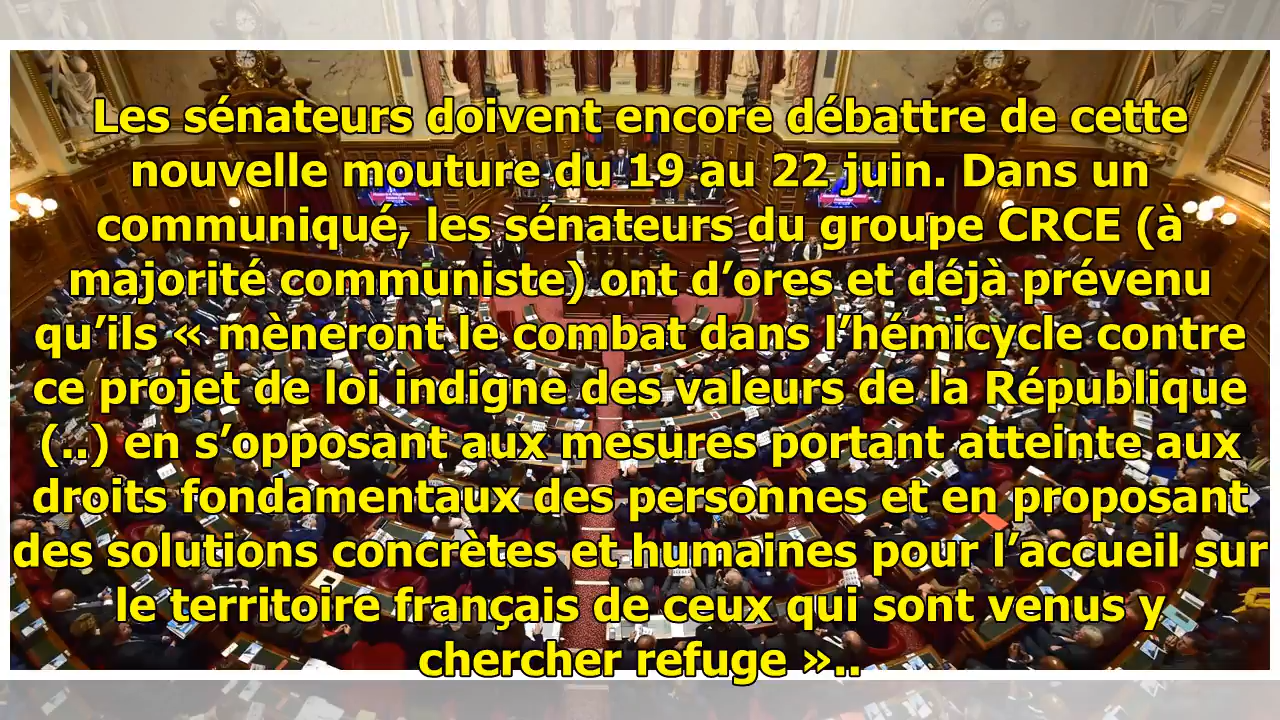 Les sénateurs doivent encore débattre de cette
nouvelle mouture du 19 au 22 juin. Dans un
communiqué, les sénateurs du groupe CRCE (à
majorité communiste) ont d’ores et déjà prévenu
qu’ils « mèneront le combat dans l’hémicycle contre
ce projet de loi indigne des valeurs de la République
(..) en s’opposant aux mesures portant atteinte aux
droits fondamentaux des personnes et en proposant
des solutions concrètes et humaines pour l’accueil sur
le territoire français de ceux qui sont venus y
chercher refuge »..